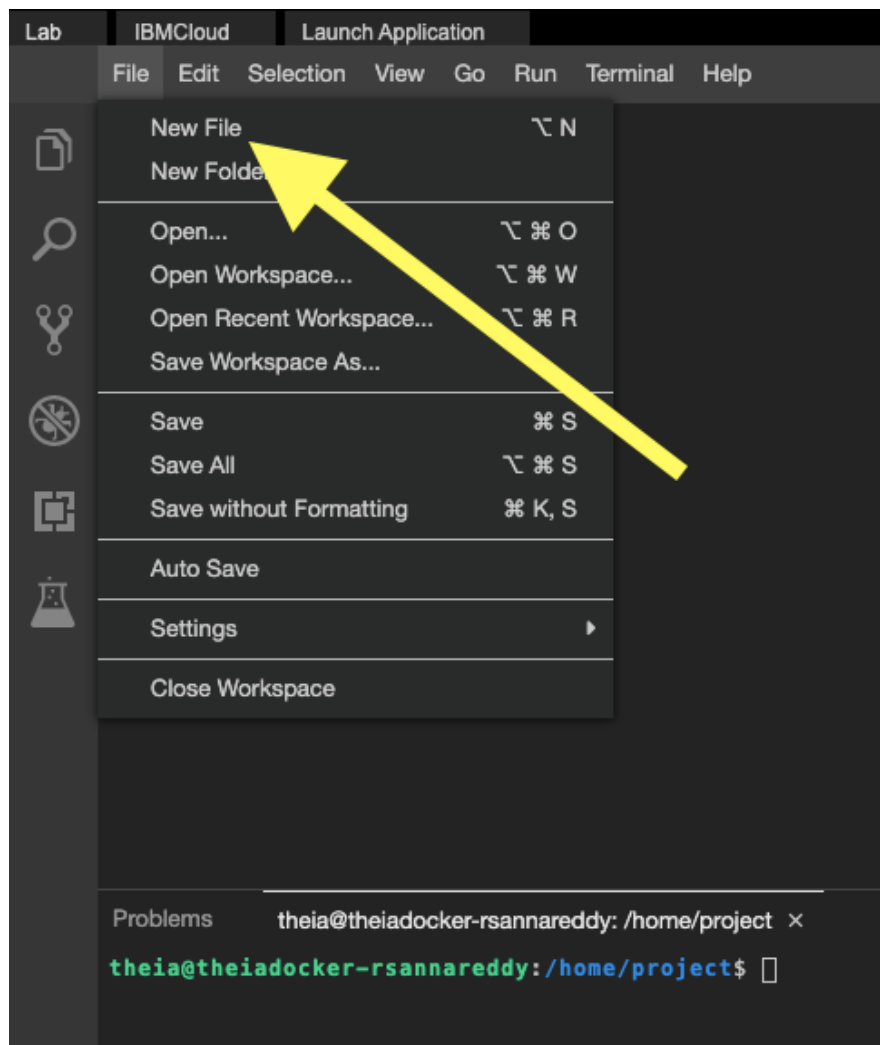 Lab IBMCloud Launch Application
File Edit Selection View Go Run Terminal Help
New File ⌥ N
New Folde
Open... ⌥ ⌘ O
Open Workspace... ⌥ ⌘ W
Open Recent Workspace... ⌥ ⌘ R
Save Workspace As...
Save ⌘ S
Save All ⌥ ⌘ S
Save without Formatting ⌘ K, S
Auto Save
Settings
Close Workspace
Problems theia@theiadocker-rsannareddy: /home/project ×
theia@theiadocker-rsannareddy:/home/project$